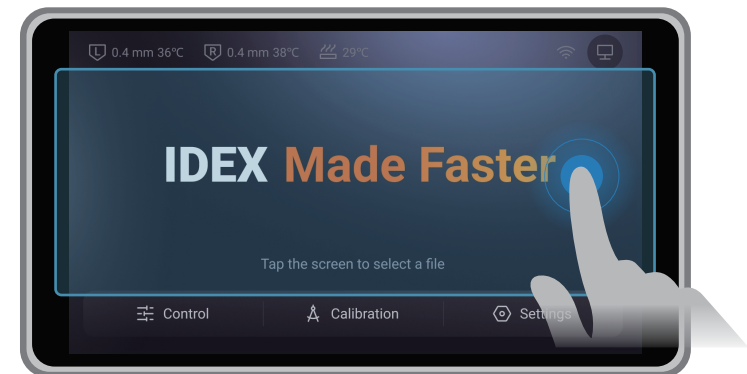 L 0.4 mm 36℃ R 0.4 mm 38℃ 29℃
IDEX Made Faster
Tap the screen to select a file
Control Calibration Settings